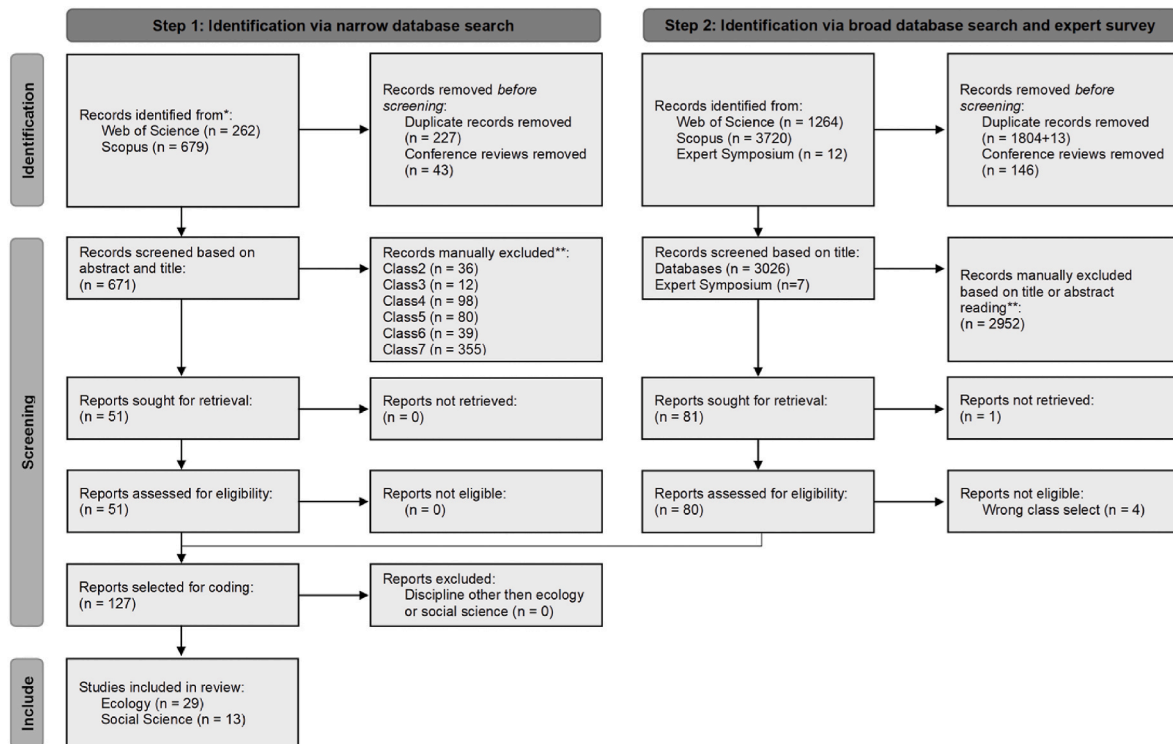 Step 1: Identification via narrow database search
Step 2: Identification via broad database search and expert survey
Identification
Records identified from*:
Web of Science (n = 262)
Scopus (n = 679)
Records removed before
screening:
Duplicate records removed
(n = 227)
Conference reviews removed
(n = 43)
Records identified from:
Web of Science (n = 1264)
Scopus (n = 3720)
Expert Symposium (n = 12)
Records removed before
screening:
Duplicate records removed
(n = 1804+13)
Conference reviews removed
(n = 146)
Screening
Records screened based on
abstract and title:
(n = 671)
Records manually excluded**:
Class2 (n = 36)
Class3 (n = 12)
Class4 (n = 98)
Class5 (n = 80)
Class6 (n = 39)
Class7 (n = 355)
Records screened based on title:
Databases (n = 3026)
Expert Symposium (n=7)
Records manually excluded
based on title or abstract
reading**:
(n = 2952)
Reports sought for retrieval:
(n = 51)
Reports not retrieved:
(n = 0)
Reports sought for retrieval:
(n = 81)
Reports not retrieved:
(n = 1)
Reports assessed for eligibility:
(n = 51)
Reports not eligible:
(n = 0)
Reports assessed for eligibility:
(n = 80)
Reports not eligible:
Wrong class select (n = 4)
Reports selected for coding:
(n = 127)
Reports excluded:
Discipline other then ecology
or social science (n = 0)
Include
Studies included in review:
Ecology (n = 29)
Social Science (n = 13)